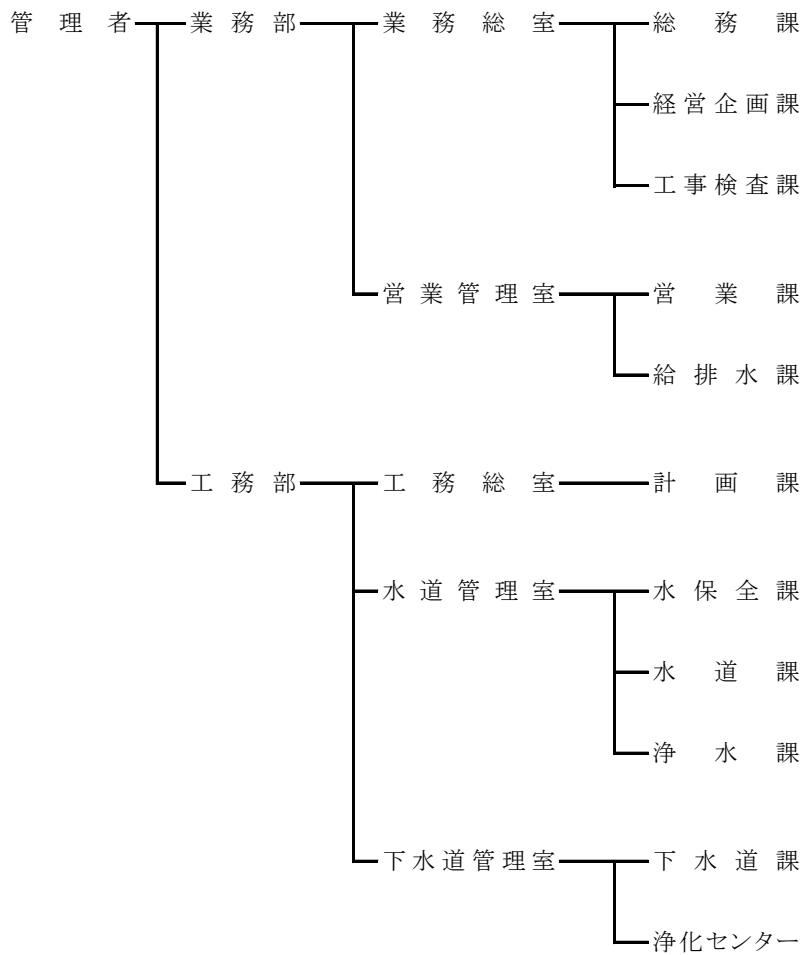 管理者 業務部 業務総室 総務課
経営企画課
工事検査課
営業管理室 営業課
給排水課
工務部 工務総室 計画課
水道管理室 水保全課
水道課
浄水課
下水道管理室 下水道課
浄化センター